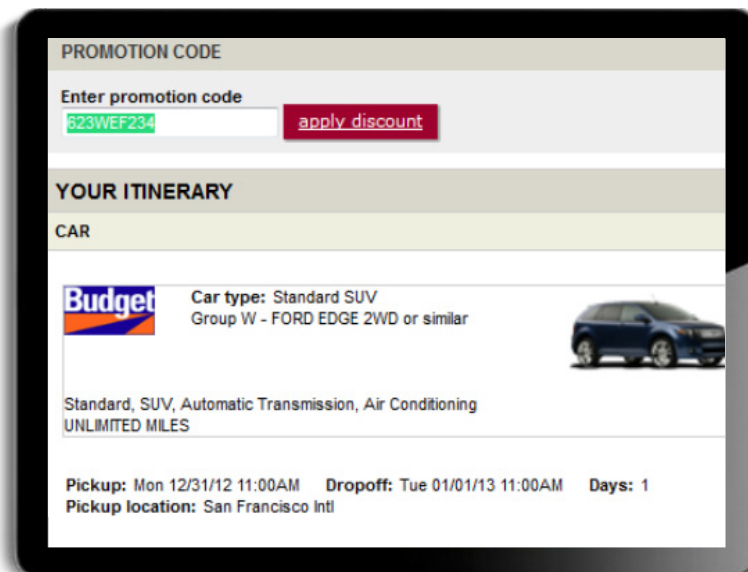 PROMOTION CODE
Enter promotion code
623WEF234 apply discount
YOUR ITINERARY
CAR
Budget
Car type: Standard SUV
Group W - FORD EDGE 2WD or similar
Standard, SUV, Automatic Transmission, Air Conditioning
UNLIMITED MILES
Pickup: Mon 12/31/12 11:00AM Dropoff: Tue 01/01/13 11:00AM Days: 1
Pickup location: San Francisco Intl